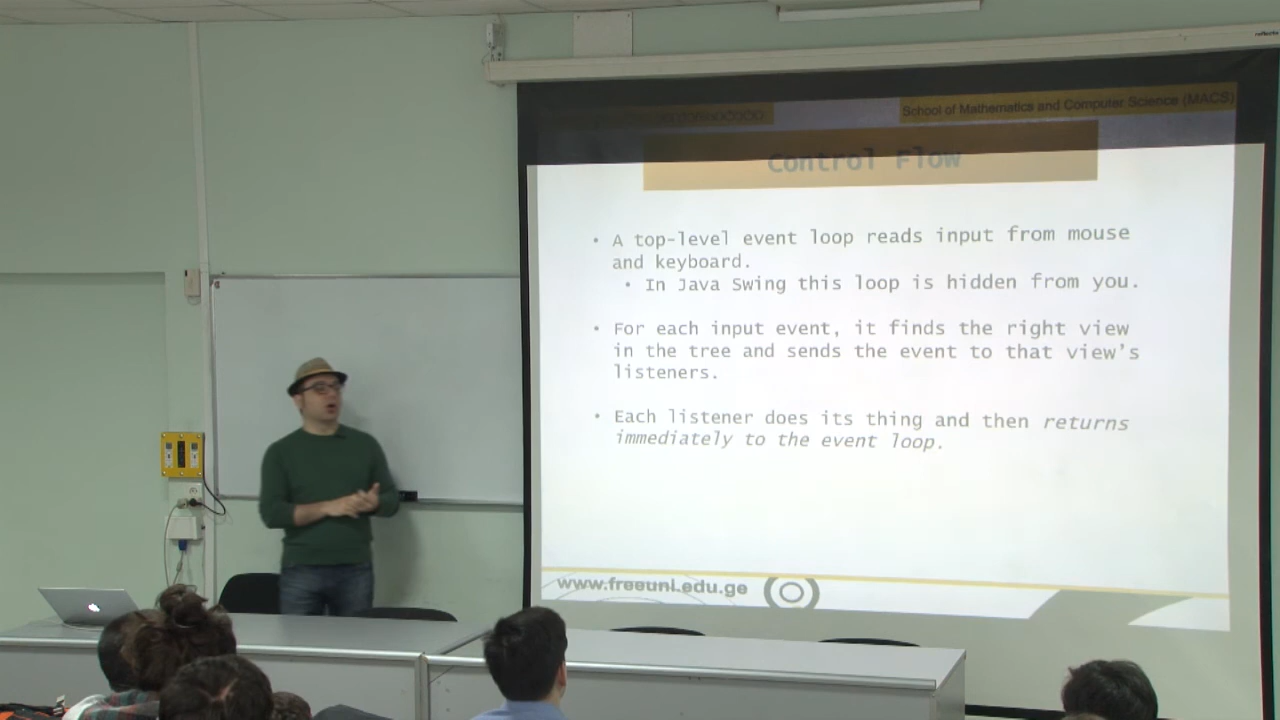 School of Mathematics and Computer Science (MACS)
Control Flow
• A top-level event loop reads input from mouse
and keyboard.
• In Java Swing this loop is hidden from you.
• For each input event, it finds the right view
in the tree and sends the event to that view's
listeners.
• Each listener does its thing and then returns
immediately to the event loop.
www.freeuni.edu.ge